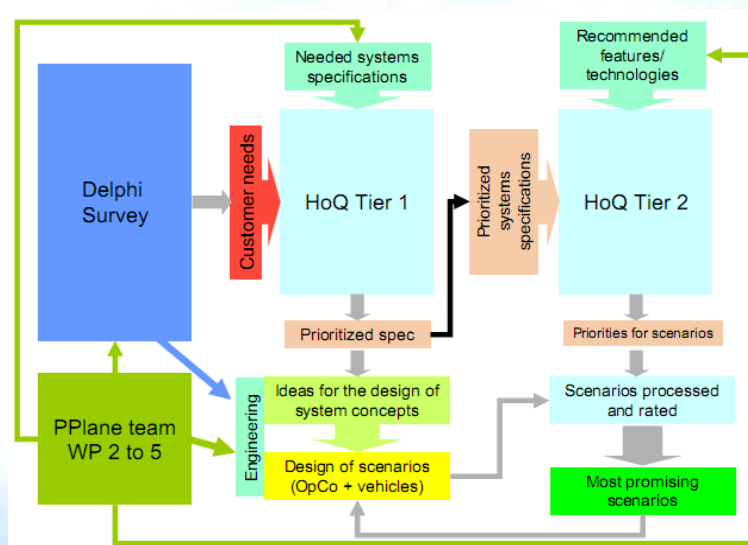 Needed systems
specifications
Recommended
features/
technologies
Delphi
Survey
Customer needs
HoQ Tier 1
Prioritized
systems
specifications
HoQ Tier 2
Prioritized spec
Priorities for scenarios
PPlane team
WP 2 to 5
Engineering
Ideas for the design of
system concepts
Design of scenarios
(OpCo + vehicles)
Scenarios processed
and rated
Most promising
scenarios